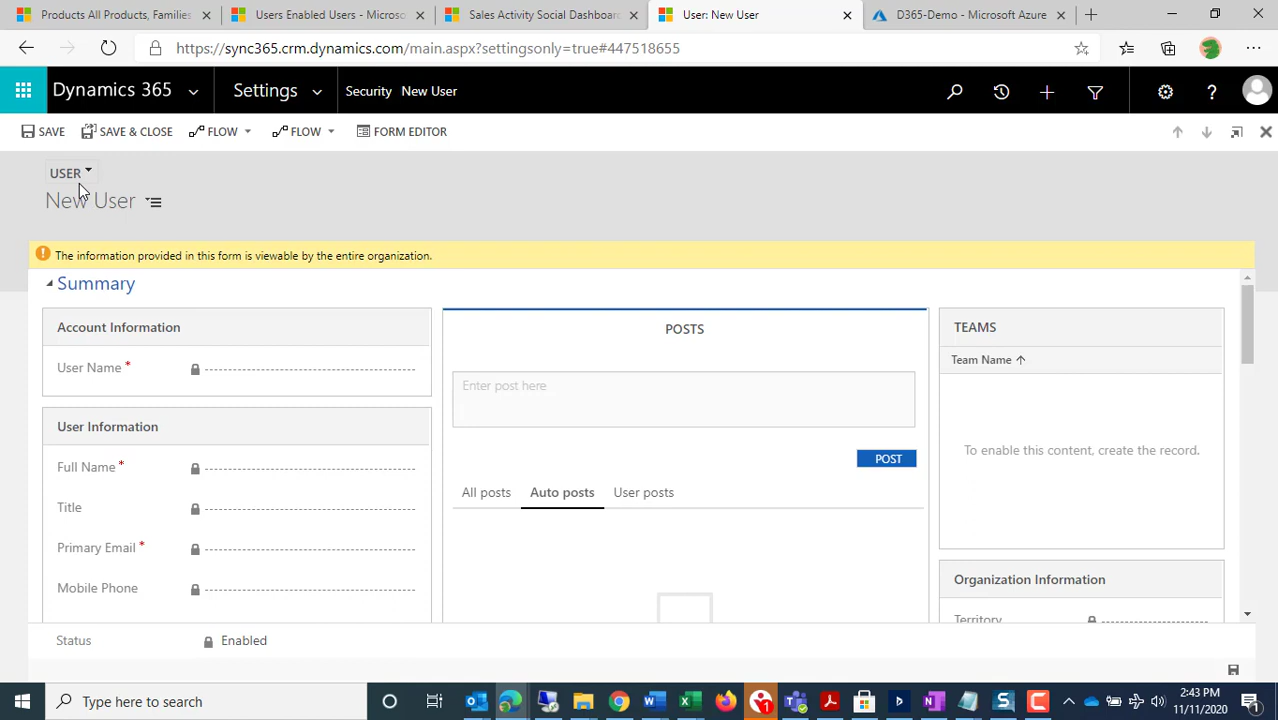 Products All Products, Families
Users Enabled Users - Microsoft
Sales Activity Social Dashboard
User: New User
D365-Demo - Microsoft Azure
https://sync365.crm.dynamics.com/main.aspx?settingsonly=true#447518655
Dynamics 365
Settings
Security New User
?
SAVE
SAVE & CLOSE
FLOW
FLOW
FORM EDITOR
USER
New User
The information provided in this form is viewable by the entire organization.
Summary
Account Information
User Name *
User Information
Full Name *
Title
Primary Email *
Mobile Phone
POSTS
Enter post here
POST
All posts Auto posts User posts
TEAMS
Team Name ↑
To enable this content, create the record.
Organization Information
Territory
Status
Enabled
Type here to search
2:43 PM
11/11/2020